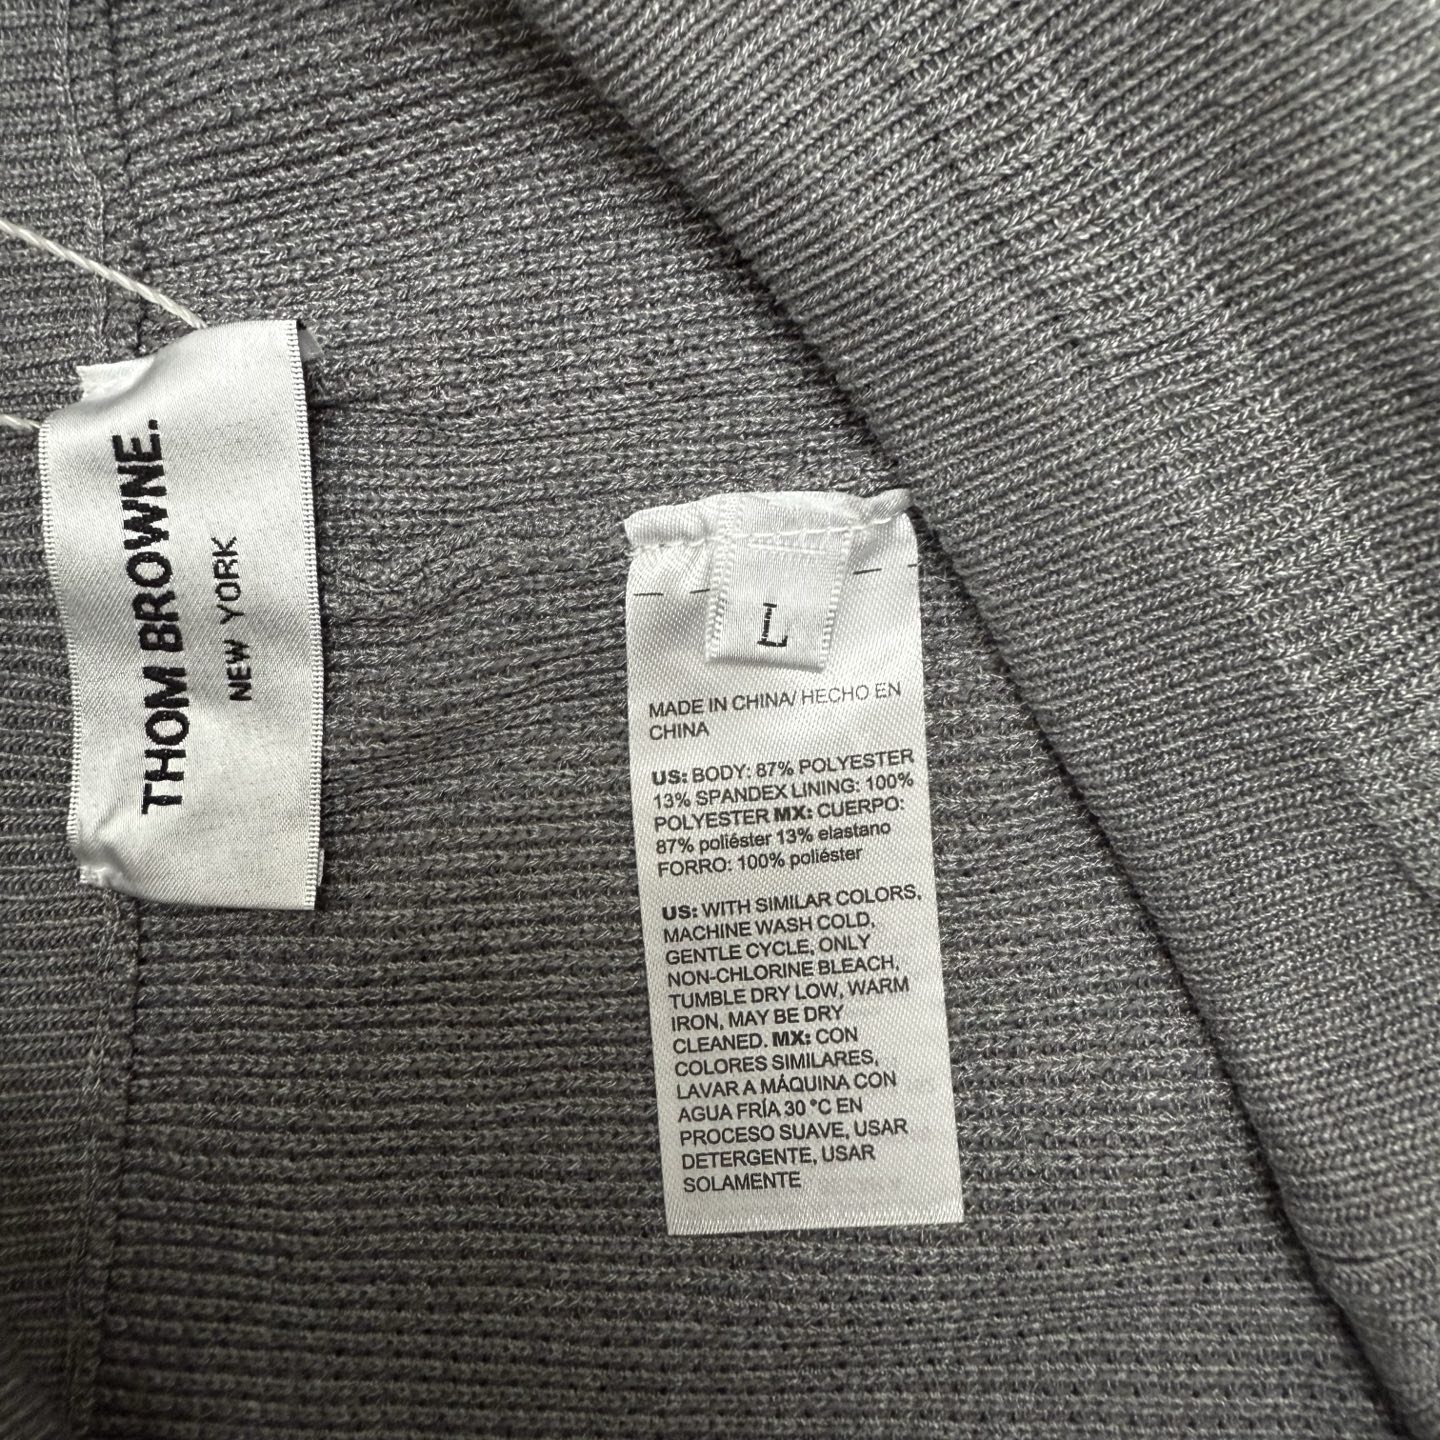 THOM BROWNE.
NEW YORK
L
MADE IN CHINA/ HECHO EN
CHINA
US: BODY: 87% POLYESTER
13% SPANDEX LINING: 100%
POLYESTER MX: CUERPO:
87% poliéster 13% elastano
FORRO: 100% poliéster
US: WITH SIMILAR COLORS,
MACHINE WASH COLD,
GENTLE CYCLE, ONLY
NON-CHLORINE BLEACH,
TUMBLE DRY LOW, WARM
IRON, MAY BE DRY
CLEANED. MX: CON
COLORES SIMILARES,
LAVAR A MÁQUINA CON
AGUA FRÍA 30 °C EN
PROCESO SUAVE, USAR
DETERGENTE, USAR
SOLAMENTE